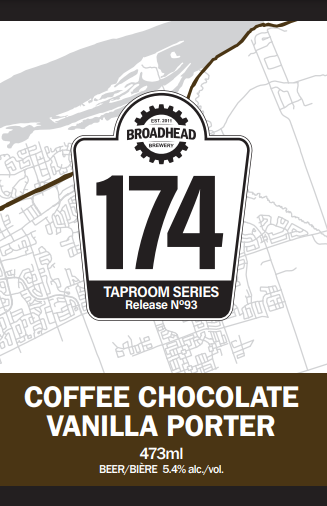 EST. 2011
BROADHEAD
BREWERY
174
TAPROOM SERIES
Release Nº93
COFFEE CHOCOLATE
VANILLA PORTER
473ml
BEER/BIÈRE 5.4% alc./vol.